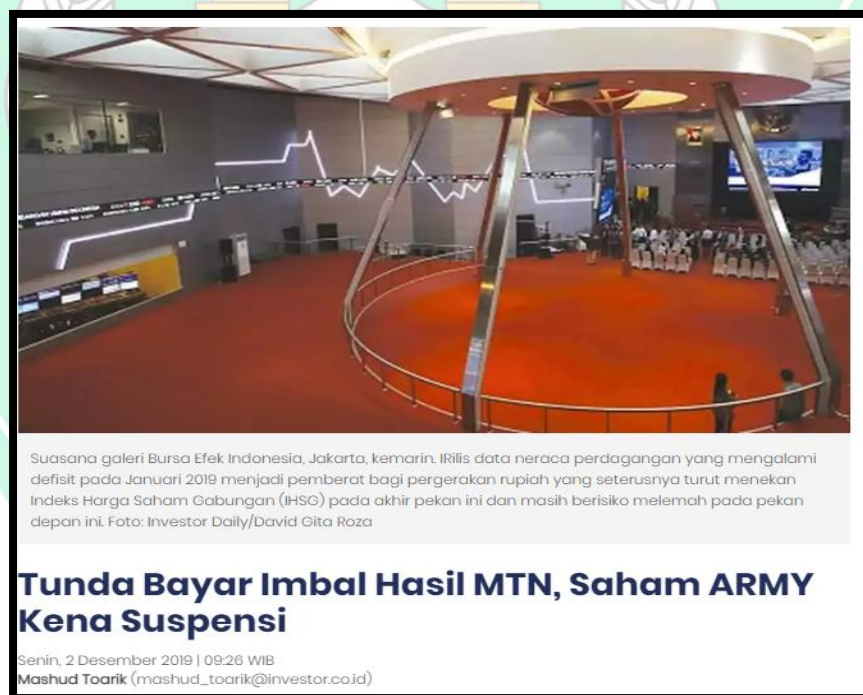 Suasana galeri Bursa Efek Indonesia, Jakarta, kemarin. IRilis data neraca perdagangan yang mengalami
defisit pada Januari 2019 menjadi pemberat bagi pergerakan rupiah yang seterusnya turut menekan
Indeks Harga Saham Gabungan (IHSG) pada akhir pekan ini dan masih berisiko melemah pada pekan
depan ini. Foto: Investor Daily/David Gita Roza
Tunda Bayar Imbal Hasil MTN, Saham ARMY
Kena Suspensi
Senin, 2 Desember 2019 | 09:26 WIB
Mashud Toarik (mashud_toarik@investor.co.id)